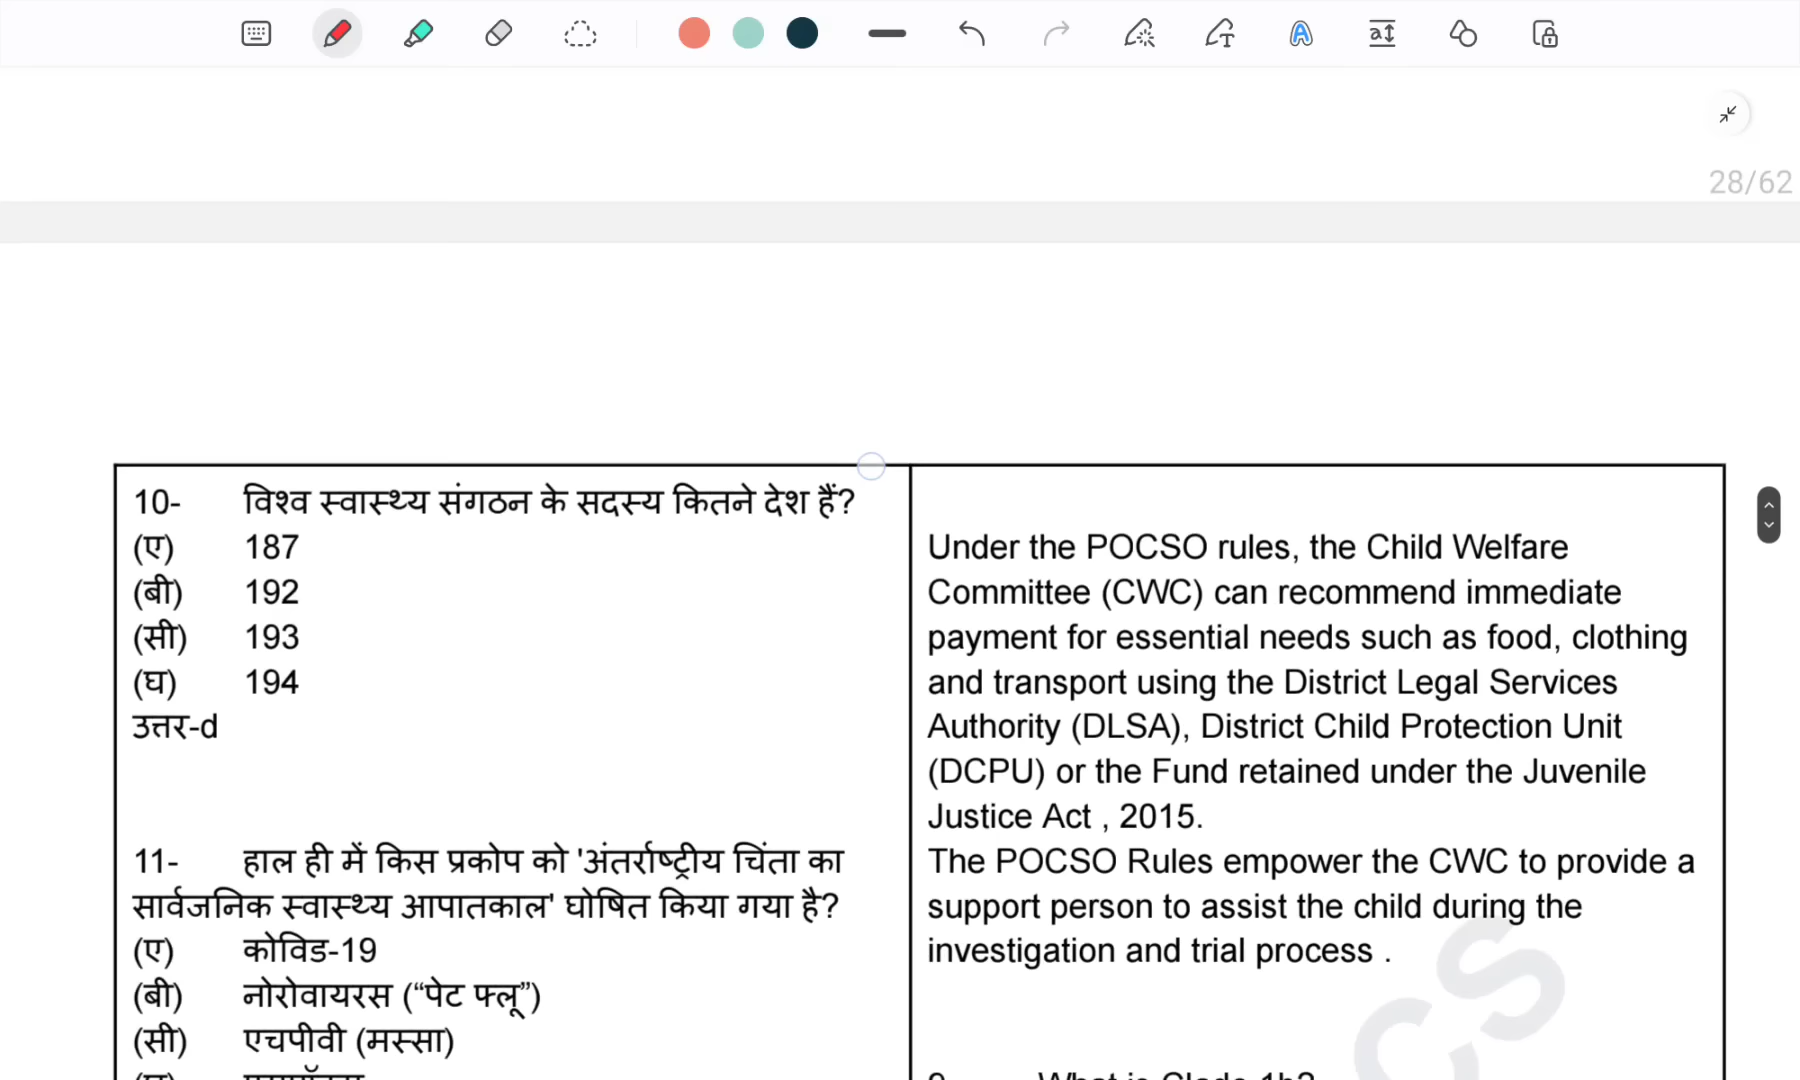 28/62
10- विश्व स्वास्थ्य संगठन के सदस्य कितने देश हैं?
(ए) 187
(बी) 192
(सी) 193
(घ) 194
उत्तर-d
11- हाल ही में किस प्रकोप को 'अंतर्राष्ट्रीय चिंता का
सार्वजनिक स्वास्थ्य आपातकाल' घोषित किया गया है?
(ए) कोविड-19
(बी) नोरोवायरस (“पेट फ्लू”)
(सी) एचपीवी (मस्सा)
Under the POCSO rules, the Child Welfare
Committee (CWC) can recommend immediate
payment for essential needs such as food, clothing
and transport using the District Legal Services
Authority (DLSA), District Child Protection Unit
(DCPU) or the Fund retained under the Juvenile
Justice Act , 2015.
The POCSO Rules empower the CWC to provide a
support person to assist the child during the
investigation and trial process .
CS